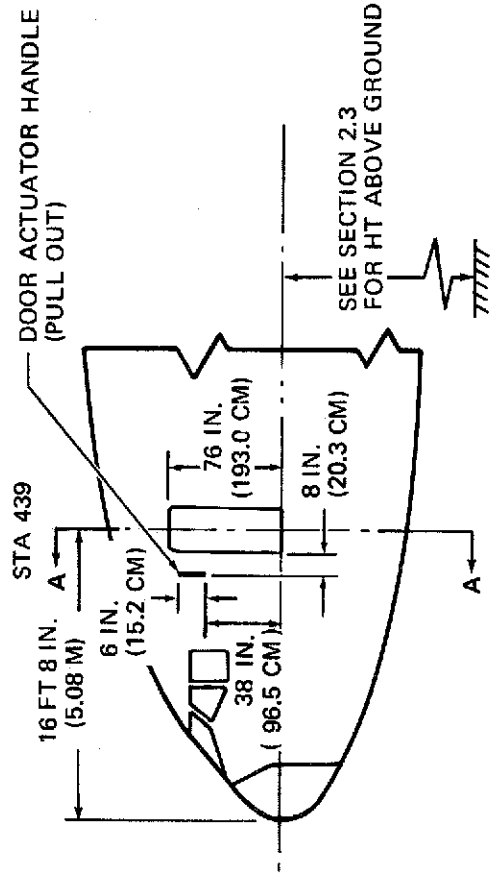 DOOR ACTUATOR HANDLE
(PULL OUT)
STA 439
A
16 FT 8 IN.
(5.08 M)
6 IN.
(15.2 CM)
76 IN.
(193.0 CM)
38 IN.
( 96.5 CM )
8 IN.
(20.3 CM)
SEE SECTION 2.3
FOR HT ABOVE GROUND
A